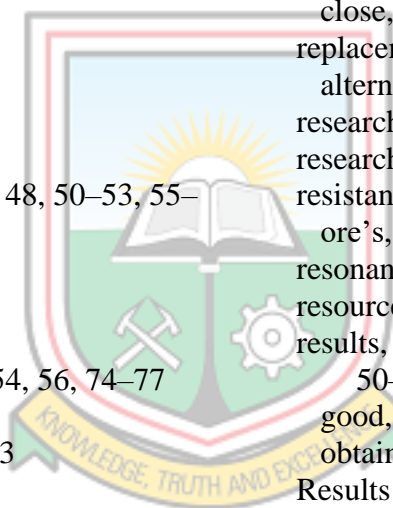 48, 50–53, 55–
54, 56, 74–77
3
close,
replace
altern
research
research
resistan
ore's,
resonan
resource
results,
50–
good,
obtain
Results
KNOWLEDGE, TRUTH AND EXCELLENCE